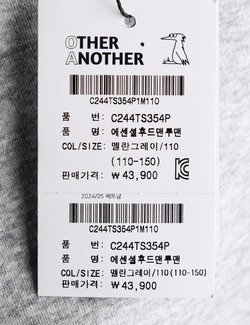 OTHER
ANOTHER
C244TS354P1M110
품 번: C244TS354P
품 명: 에센셜후드맨투맨
COL/SIZE: 멜란그레이/110
(110-150)
판매가격: ₩ 43,900
2024/05 베트남
C244TS354P1M110
품 번: C244TS354P
품 명: 에센셜후드맨투맨
COL/SIZE: 멜란그레이/110(110-150)
판매가격: ₩ 43,900